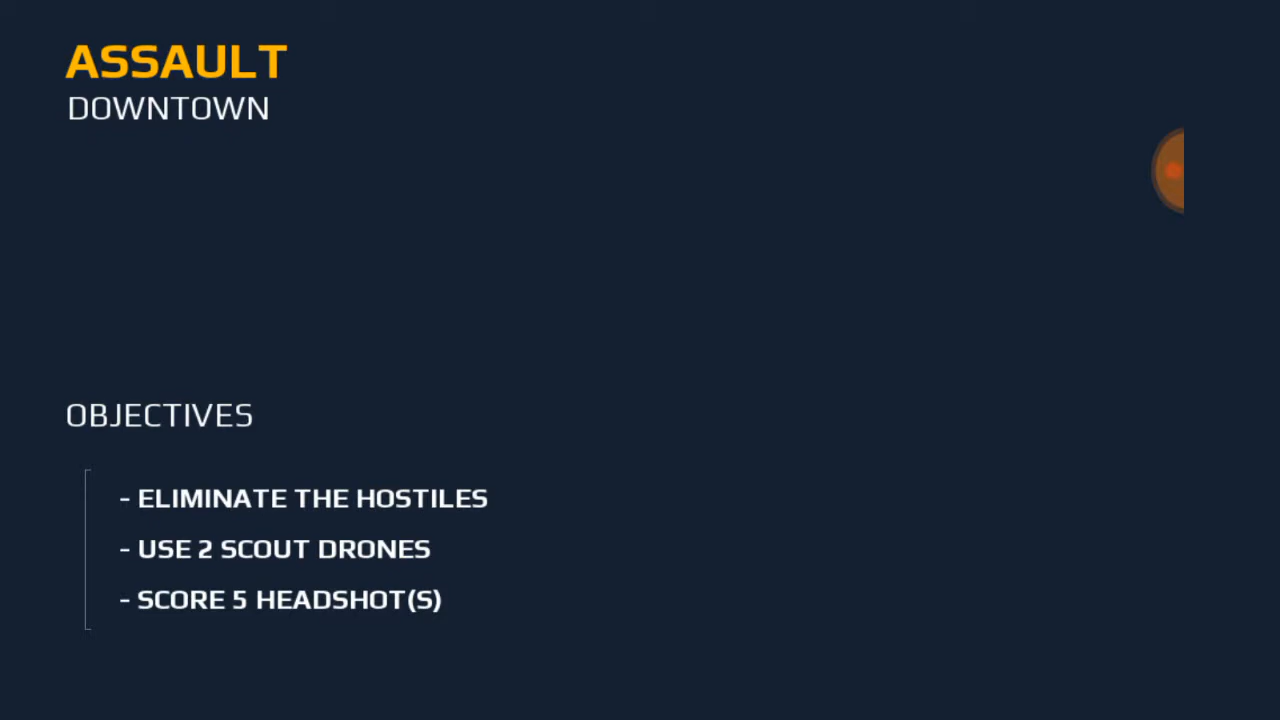 ASSAULT
DOWNTOWN
OBJECTIVES
- ELIMINATE THE HOSTILES
- USE 2 SCOUT DRONES
- SCORE 5 HEADSHOT(S)